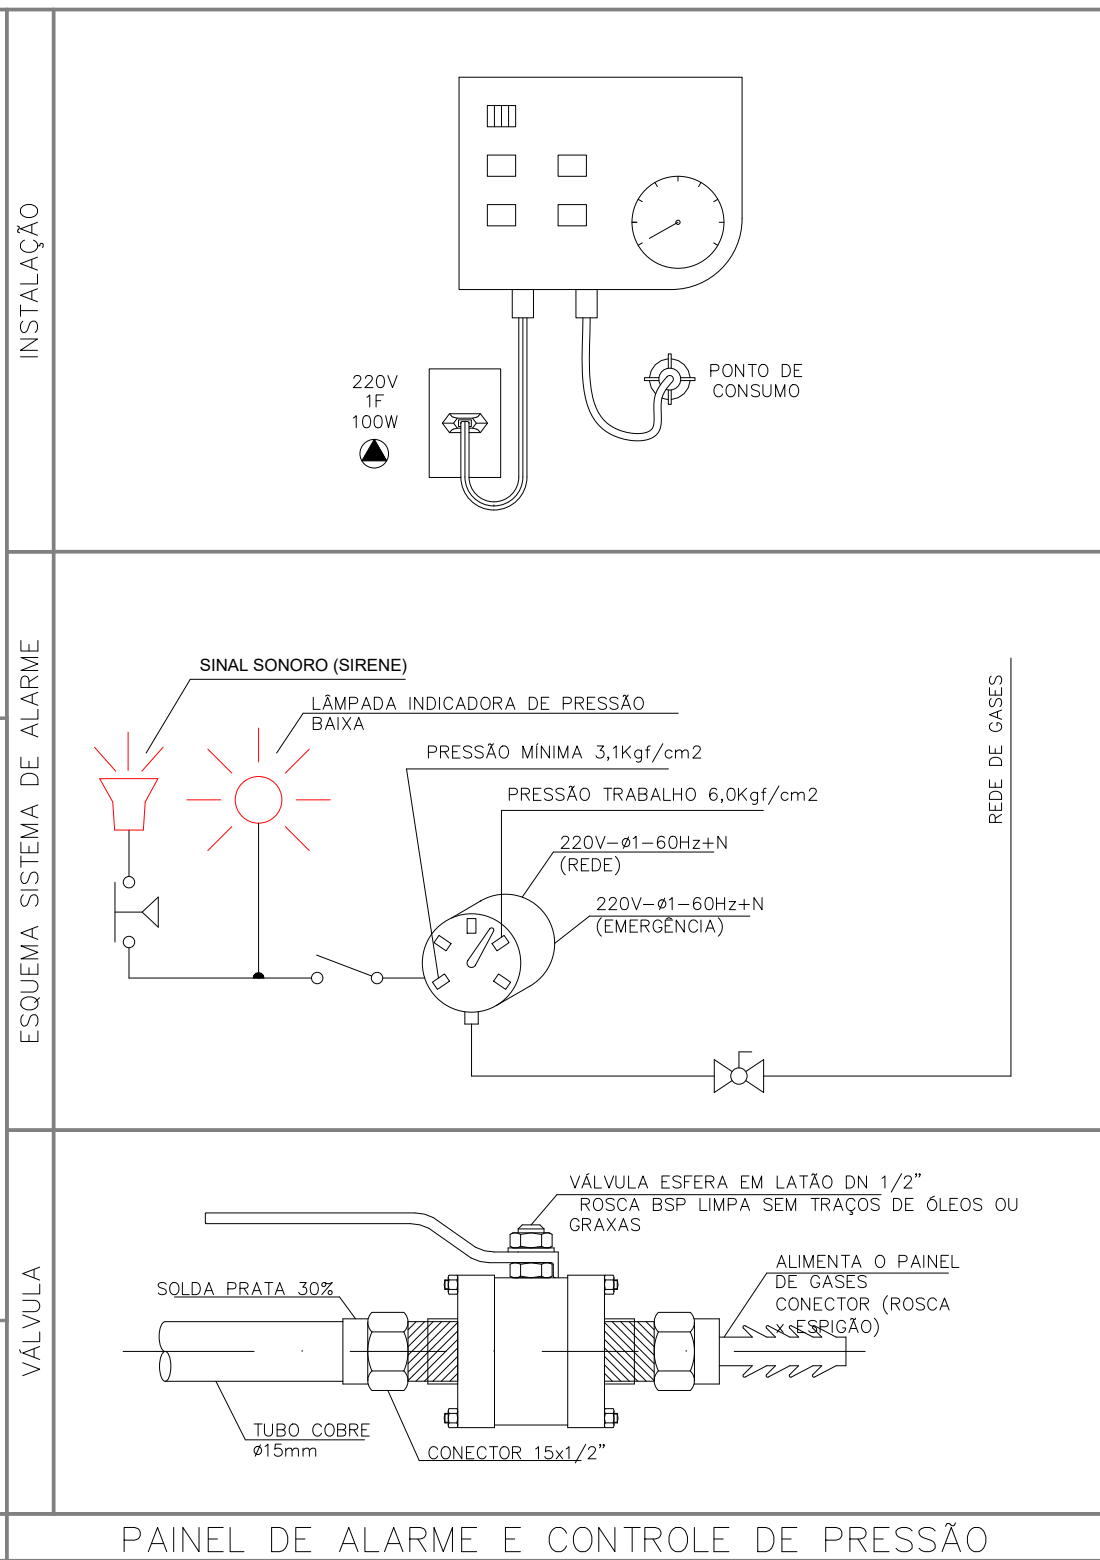 INSTALAÇÃO
220V
1F
100W
PONTO DE
CONSUMO
ESQUEMA SISTEMA DE ALARME
SINAL SONORO (SIRENE)
LÂMPADA INDICADORA DE PRESSÃO
BAIXA
PRESSÃO MÍNIMA 3,1Kgf/cm2
PRESSÃO TRABALHO 6,0Kgf/cm2
220V-ø1-60Hz+N
(REDE)
220V-ø1-60Hz+N
(EMERGÊNCIA)
REDE DE GASES
VÁLVULA
VÁLVULA ESFERA EM LATÃO DN 1/2"
ROSCA BSP LIMPA SEM TRAÇOS DE ÓLEOS OU
GRAXAS
SOLDA PRATA 30%
ALIMENTA O PAINEL
DE GASES
CONECTOR (ROSCA
x ESPIGÃO)
TUBO COBRE
ø15mm
CONECTOR 15x1/2"
PAINEL DE ALARME E CONTROLE DE PRESSÃO